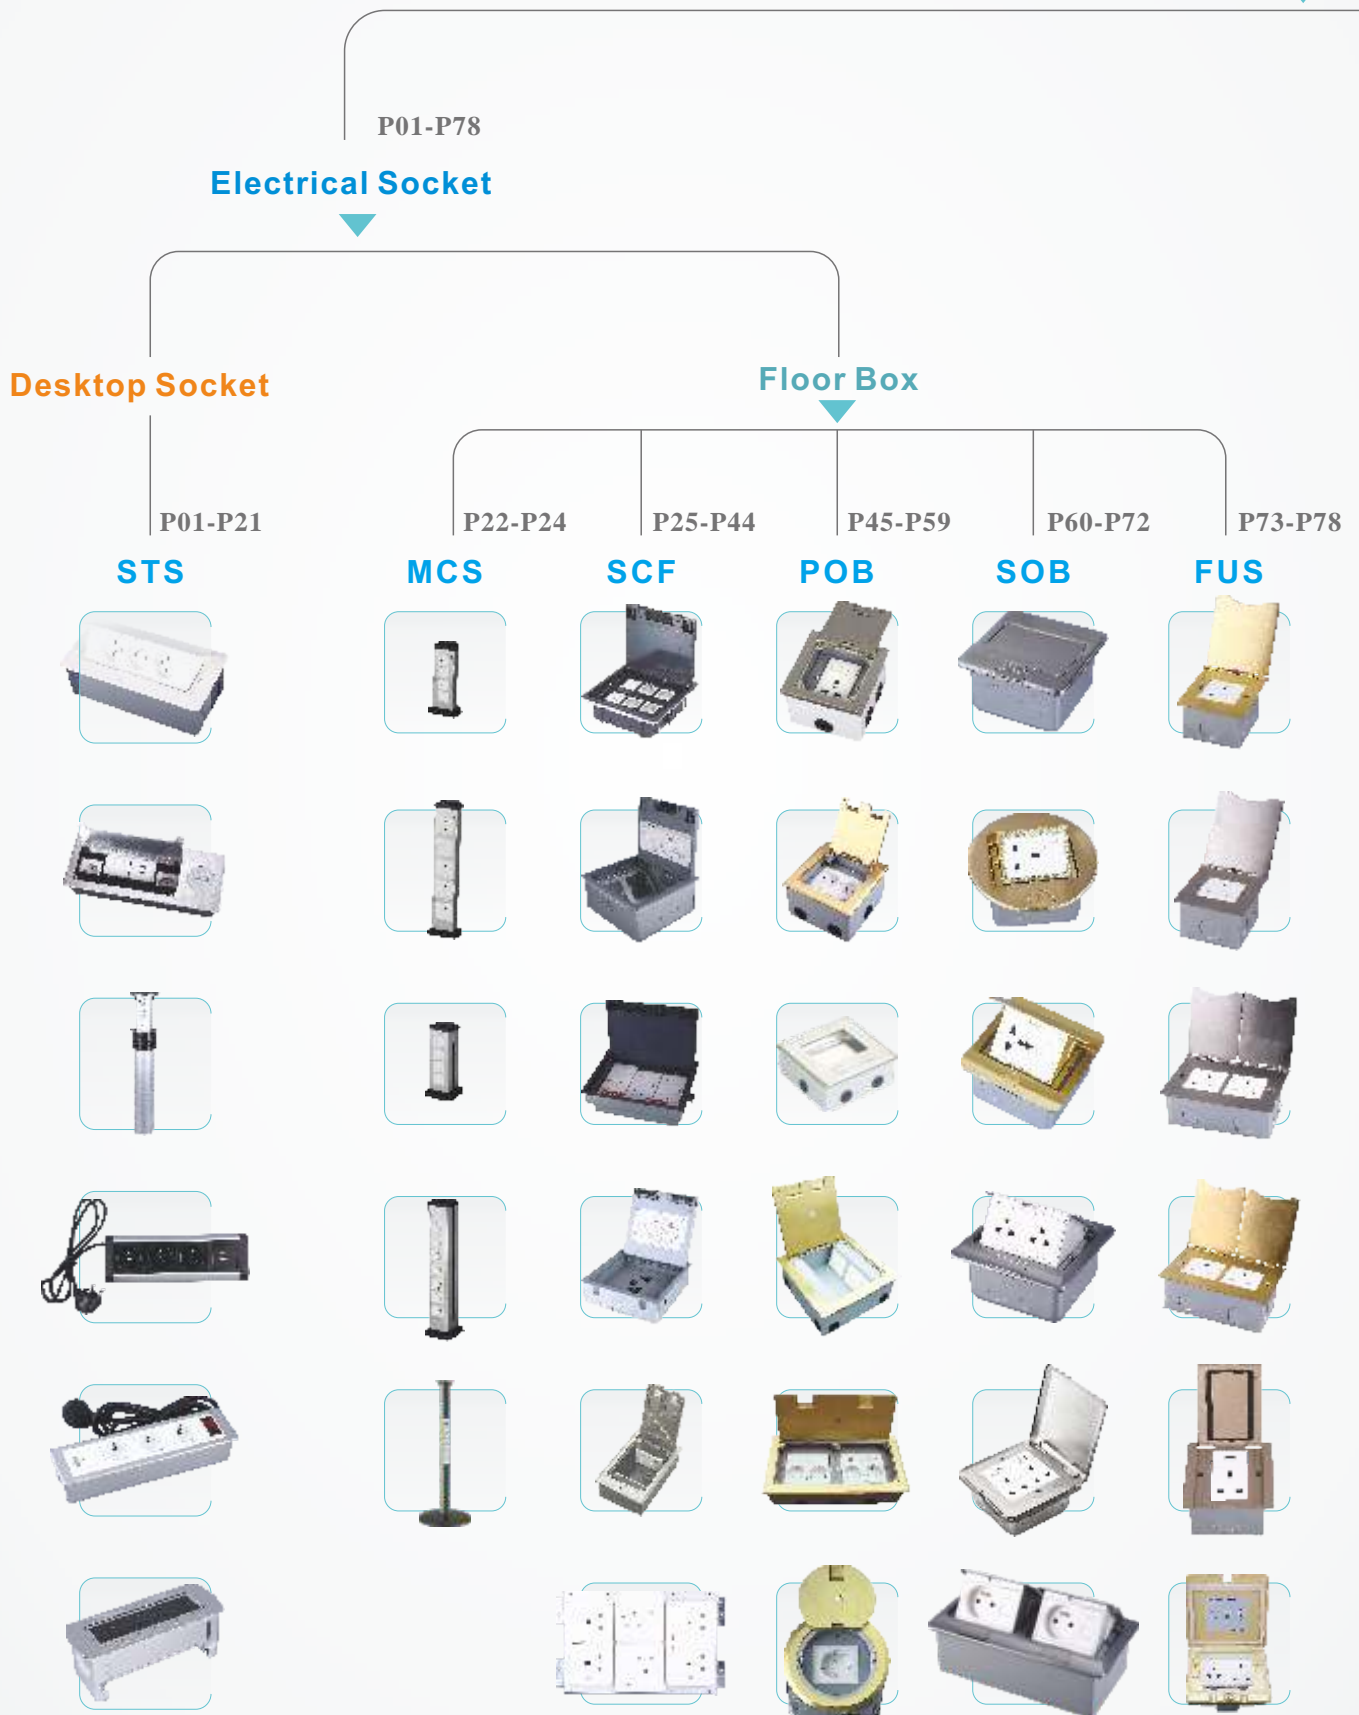 P01-P78
Electrical Socket
Desktop Socket
Floor Box
P01-P21
P22-P24
P25-P44
P45-P59
P60-P72
P73-P78
STS
MCS
SCF
POB
SOB
FUS